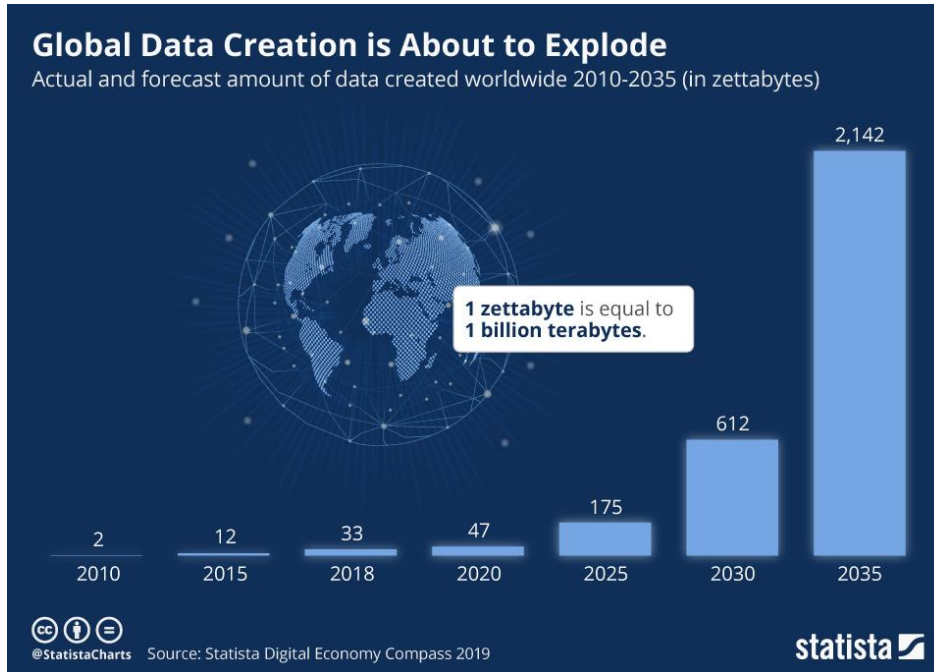 Global Data Creation is About to Explode
Actual and forecast amount of data created worldwide 2010-2035 (in zettabytes)
2,142
1 zettabyte is equal to
1 billion terabytes.
612
175
47
33
12
2
2010 2015 2018 2020 2025 2030 2035
cc
@StatistaCharts Source: Statista Digital Economy Compass 2019
statista